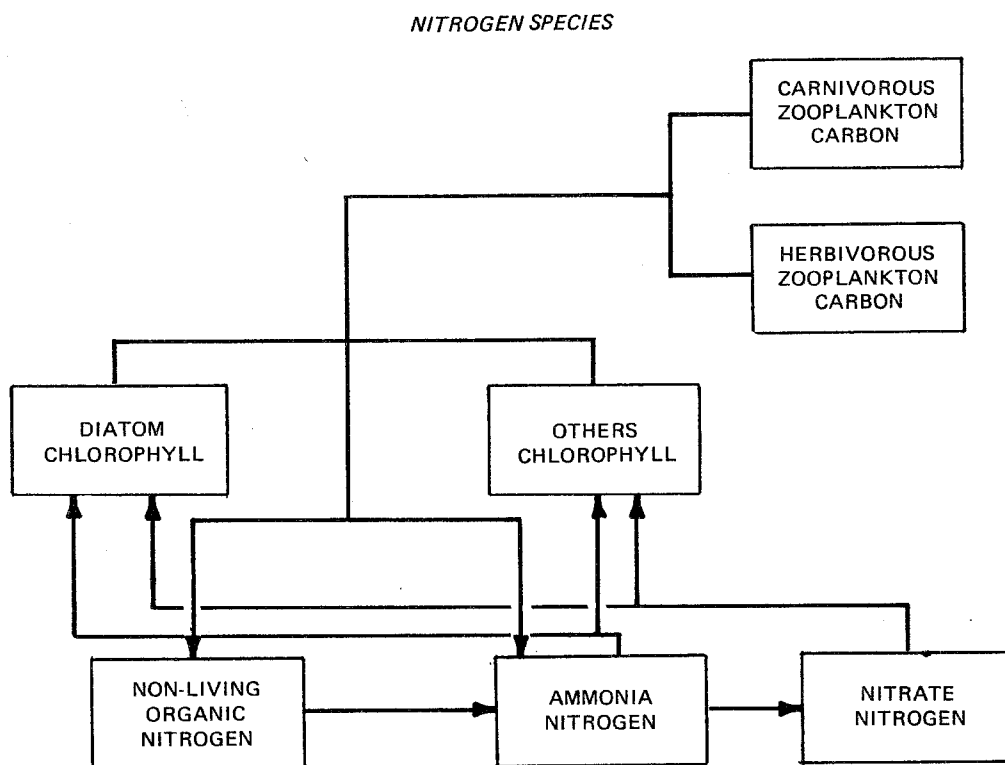 NITROGEN SPECIES
CARNIVOROUS
ZOOPLANKTON
CARBON
HERBIVOROUS
ZOOPLANKTON
CARBON
DIATOM
CHLOROPHYLL
OTHERS
CHLOROPHYLL
NON-LIVING
ORGANIC
NITROGEN
AMMONIA
NITROGEN
NITRATE
NITROGEN